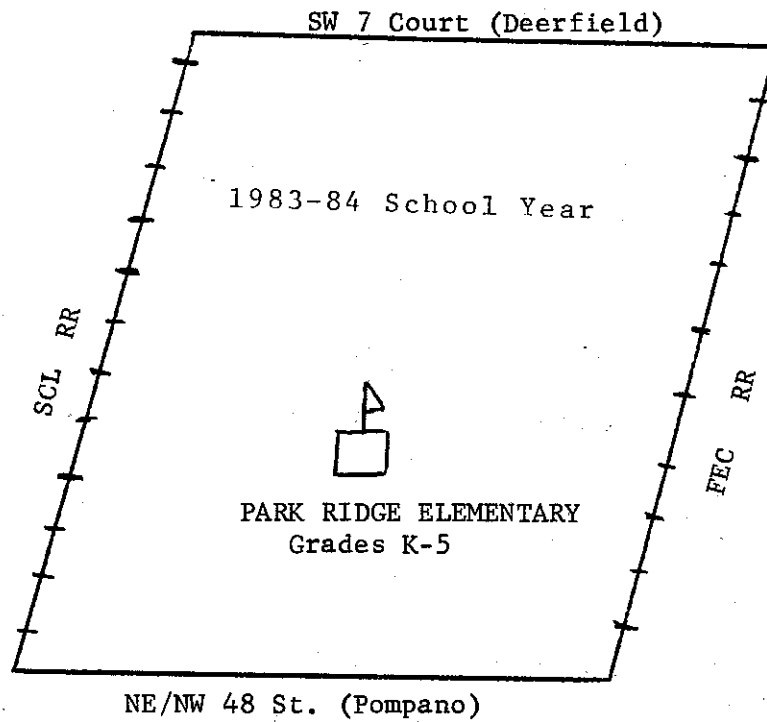 SW 7 Court (Deerfield)
1983-84 School Year
SCL RR
FEC RR
PARK RIDGE ELEMENTARY
Grades K-5
NE/NW 48 St. (Pompano)